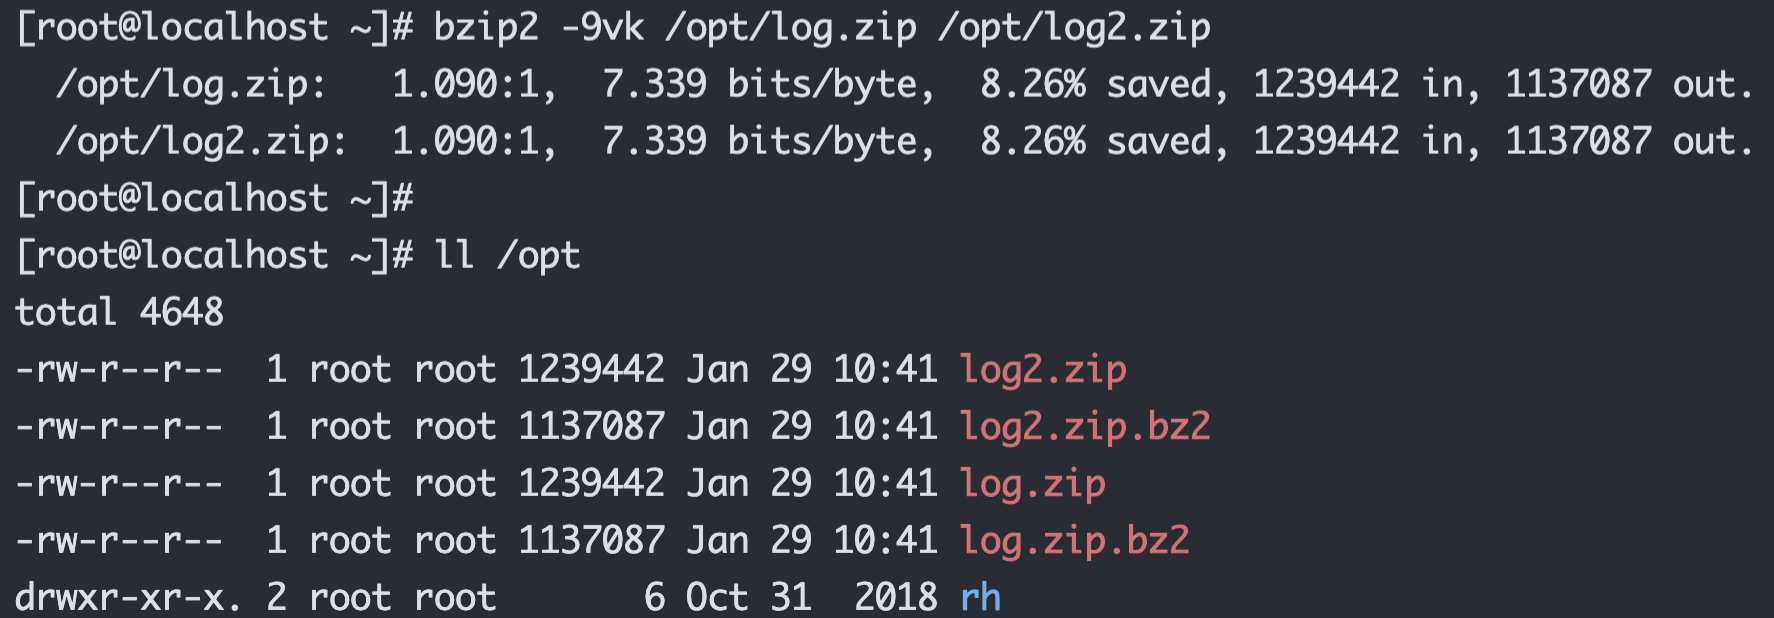 [root@localhost ~]# bzip2 -9vk /opt/log.zip /opt/log2.zip
  /opt/log.zip:   1.090:1,  7.339 bits/byte,  8.26% saved, 1239442 in, 1137087 out.
  /opt/log2.zip:  1.090:1,  7.339 bits/byte,  8.26% saved, 1239442 in, 1137087 out.
[root@localhost ~]#
[root@localhost ~]# ll /opt
total 4648
-rw-r--r--  1 root root 1239442 Jan 29 10:41 log2.zip
-rw-r--r--  1 root root 1137087 Jan 29 10:41 log2.zip.bz2
-rw-r--r--  1 root root 1239442 Jan 29 10:41 log.zip
-rw-r--r--  1 root root 1137087 Jan 29 10:41 log.zip.bz2
drwxr-xr-x. 2 root root       6 Oct 31  2018 rh